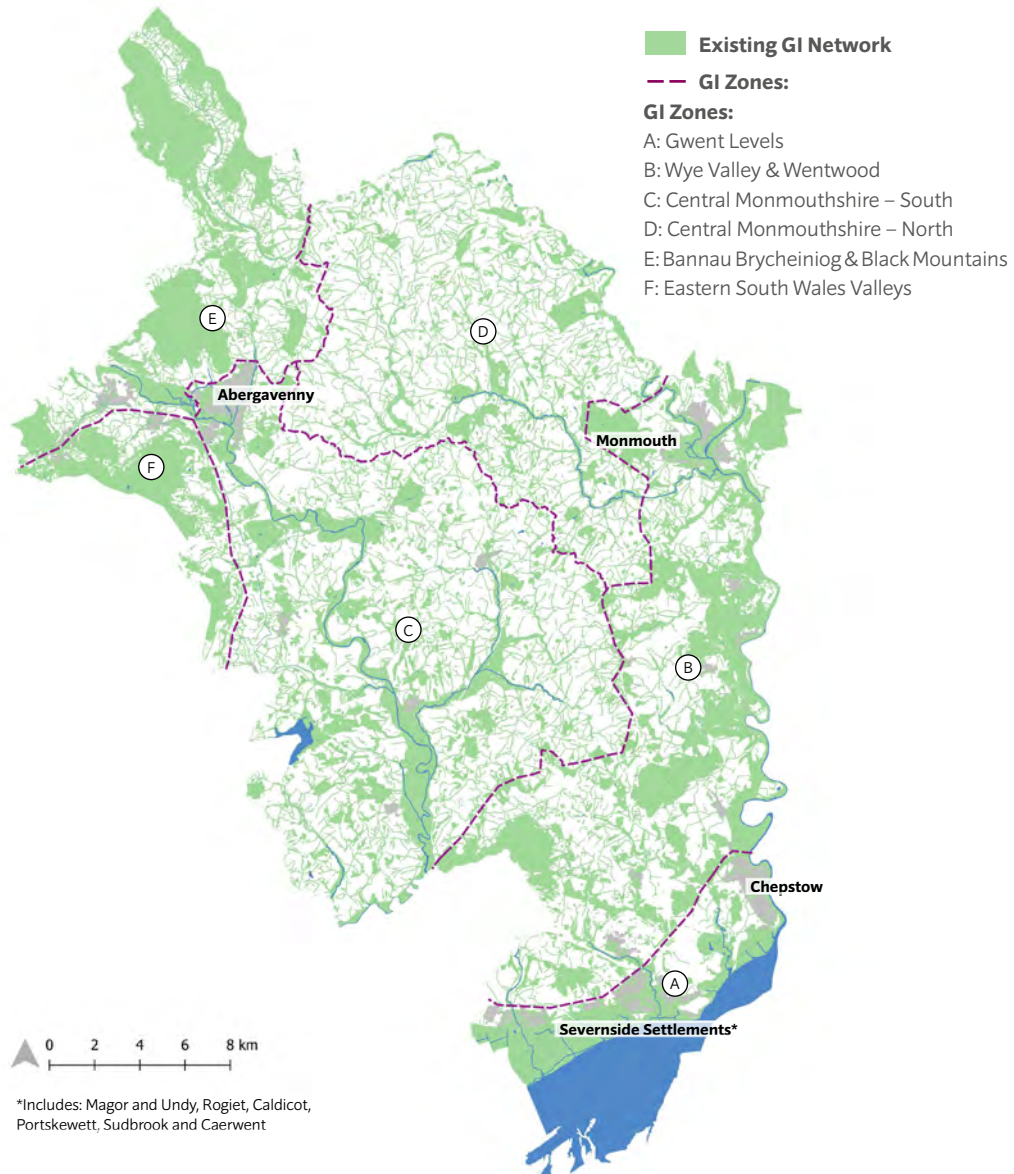 Existing GI Network
GI Zones:
GI Zones:
A: Gwent Levels
B: Wye Valley & Wentwood
C: Central Monmouthshire – South
D: Central Monmouthshire – North
E: Bannau Brycheiniog & Black Mountains
F: Eastern South Wales Valleys
E
D
Abergavenny
Monmouth
F
C
B
Chepstow
A
Severnside Settlements*
0 2 4 6 8 km
*Includes: Magor and Undy, Rogiet, Caldicot,
Portskewett, Sudbrook and Caerwent